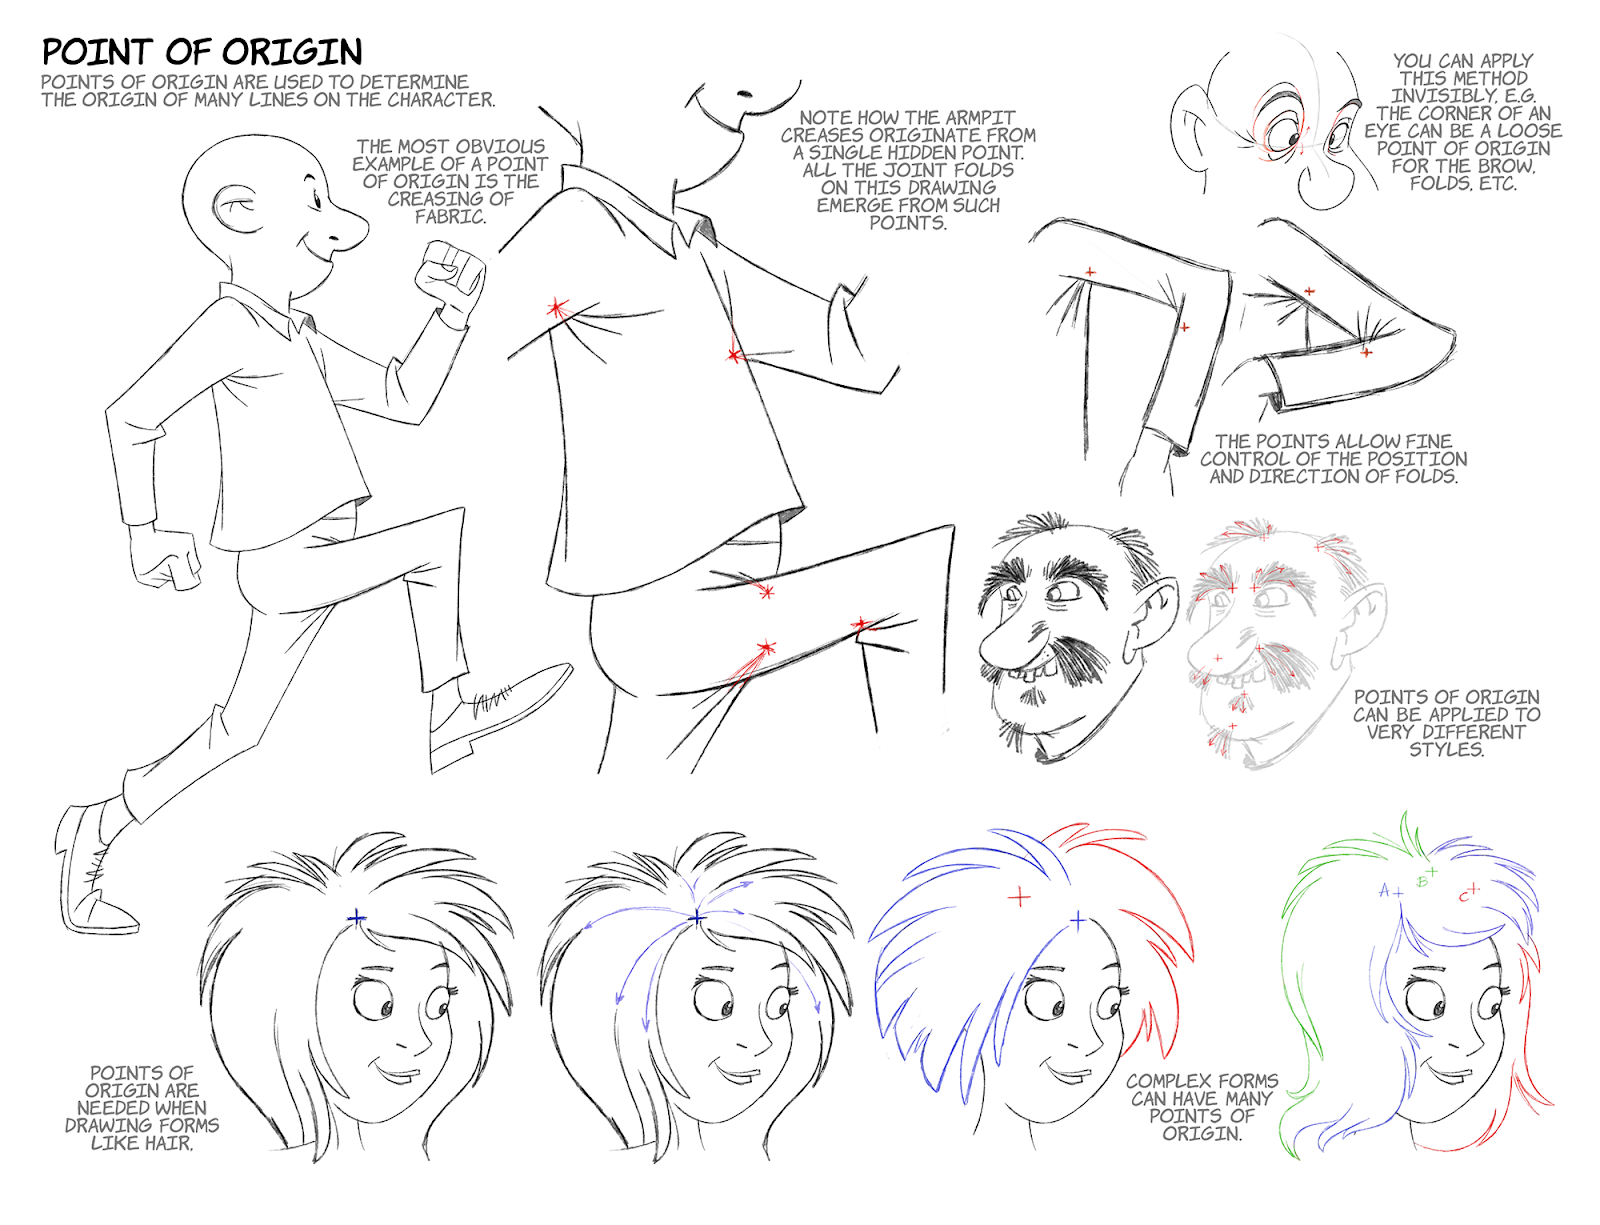 POINT OF ORIGIN
POINTS OF ORIGIN ARE USED TO DETERMINE
THE ORIGIN OF MANY LINES ON THE CHARACTER.
THE MOST OBVIOUS
EXAMPLE OF A POINT
OF ORIGIN IS THE
CREASING OF
FABRIC.
NOTE HOW THE ARMPIT
CREASES ORIGINATE FROM
A SINGLE HIDDEN POINT.
ALL THE JOINT FOLDS
ON THIS DRAWING
EMERGE FROM SUCH
POINTS.
YOU CAN APPLY
THIS METHOD
INVISIBLY, E.G.
THE CORNER OF AN
EYE CAN BE A LOOSE
POINT OF ORIGIN
FOR THE BROW,
FOLDS, ETC.
THE POINTS ALLOW FINE
CONTROL OF THE POSITION
AND DIRECTION OF FOLDS.
POINTS OF ORIGIN
CAN BE APPLIED TO
VERY DIFFERENT
STYLES.
POINTS OF
ORIGIN ARE
NEEDED WHEN
DRAWING FORMS
LIKE HAIR.
COMPLEX FORMS
CAN HAVE MANY
POINTS OF
ORIGIN.
A
B
C